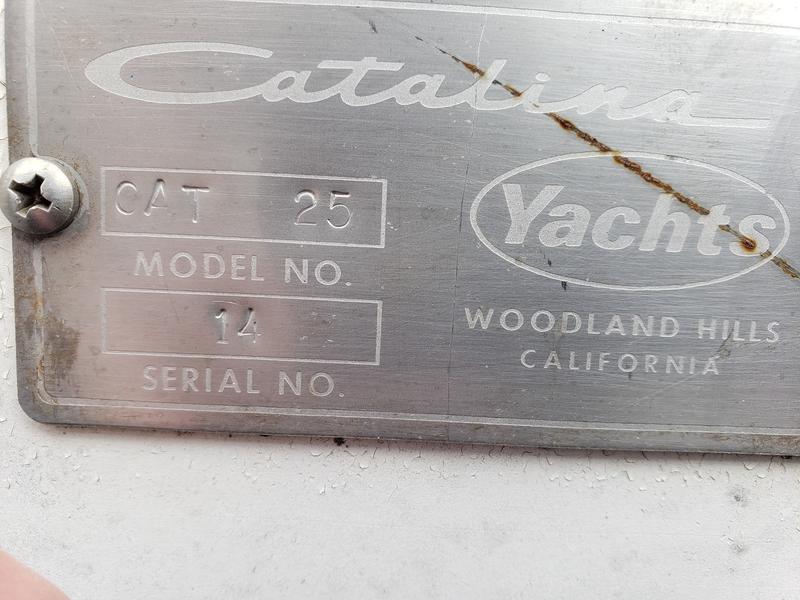 Catalina
Yachts
CAT 25
MODEL NO.
14
SERIAL NO.
WOODLAND HILLS
CALIFORNIA